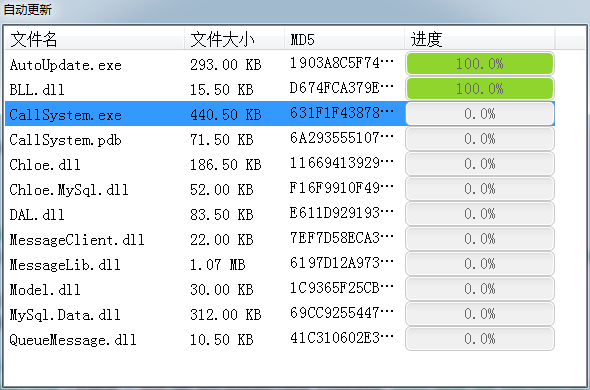 自动更新
文件名 文件大小 MD5 进度
AutoUpdate.exe 293.00 KB 1903A8C5F74... 100.0%
BLL.dll 15.50 KB D674FCA379E... 100.0%
CallSystem.exe 440.50 KB 631F1F43878... 0.0%
CallSystem.pdb 71.50 KB 6A293555107... 0.0%
Chloe.dll 186.50 KB 11669413929... 0.0%
Chloe.MySql.dll 52.00 KB F16F9910F49... 0.0%
DAL.dll 83.50 KB E611D929193... 0.0%
MessageClient.dll 22.00 KB 7EF7D58ECA3... 0.0%
MessageLib.dll 1.07 MB 6197D12A973... 0.0%
Model.dll 30.00 KB 1C9365F25CB... 0.0%
MySql.Data.dll 312.00 KB 69CC9255447... 0.0%
QueueMessage.dll 10.50 KB 41C310602E3... 0.0%